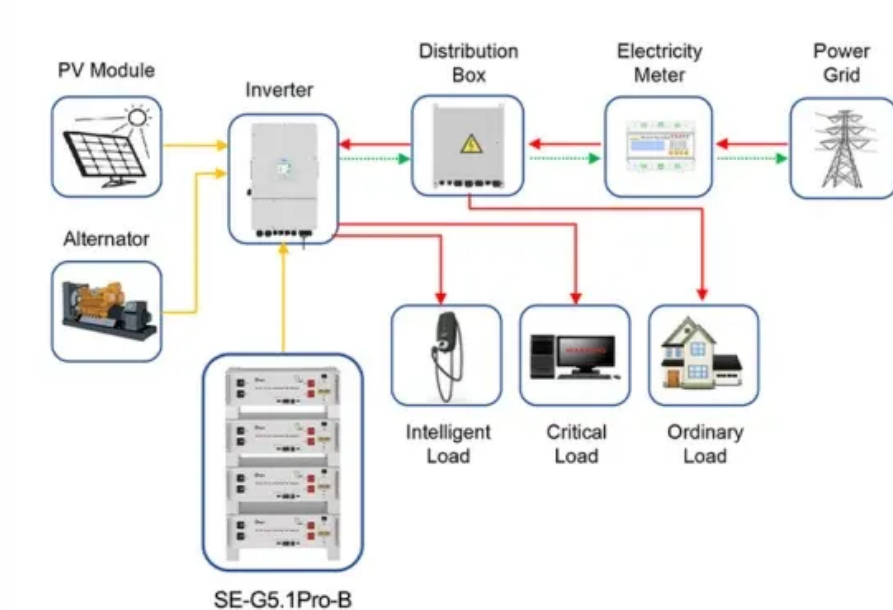 PV Module
Inverter
Distribution
Box
Electricity
Meter
Power
Grid
Alternator
Intelligent
Load
Critical
Load
Ordinary
Load
SE-G5.1Pro-B